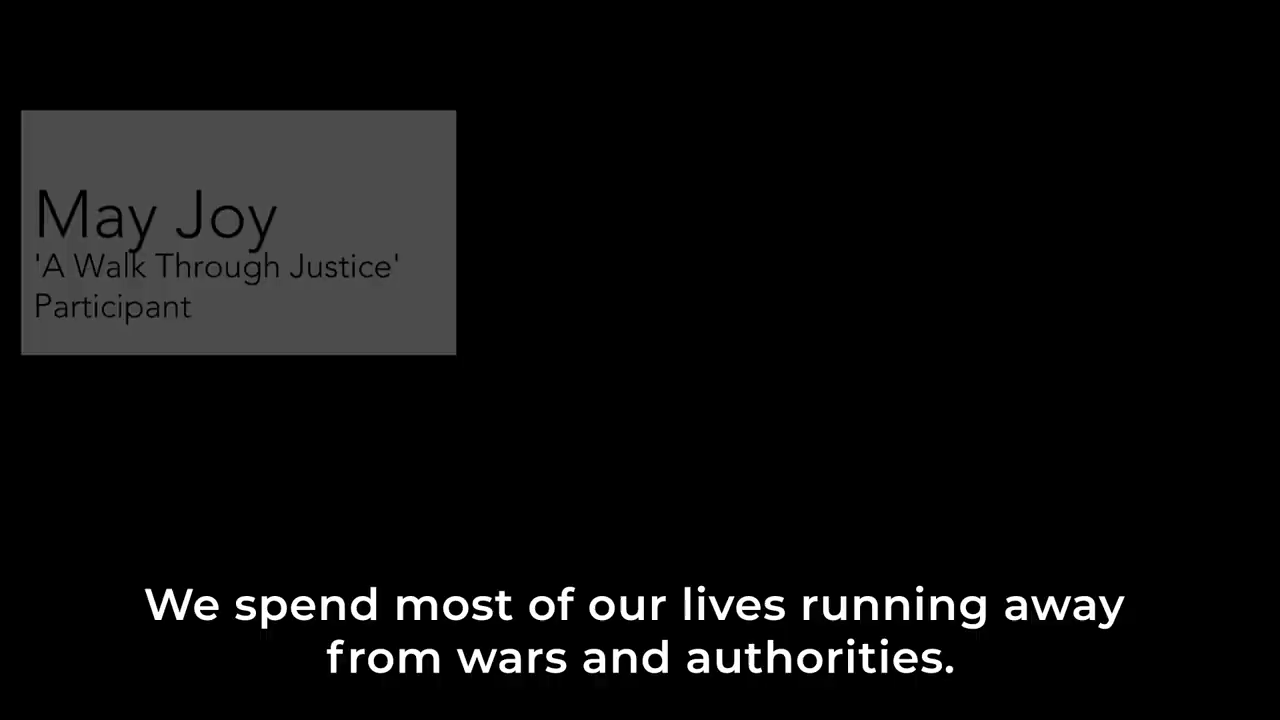 May Joy
'A Walk Through Justice'
Participant
We spend most of our lives running away
from wars and authorities.